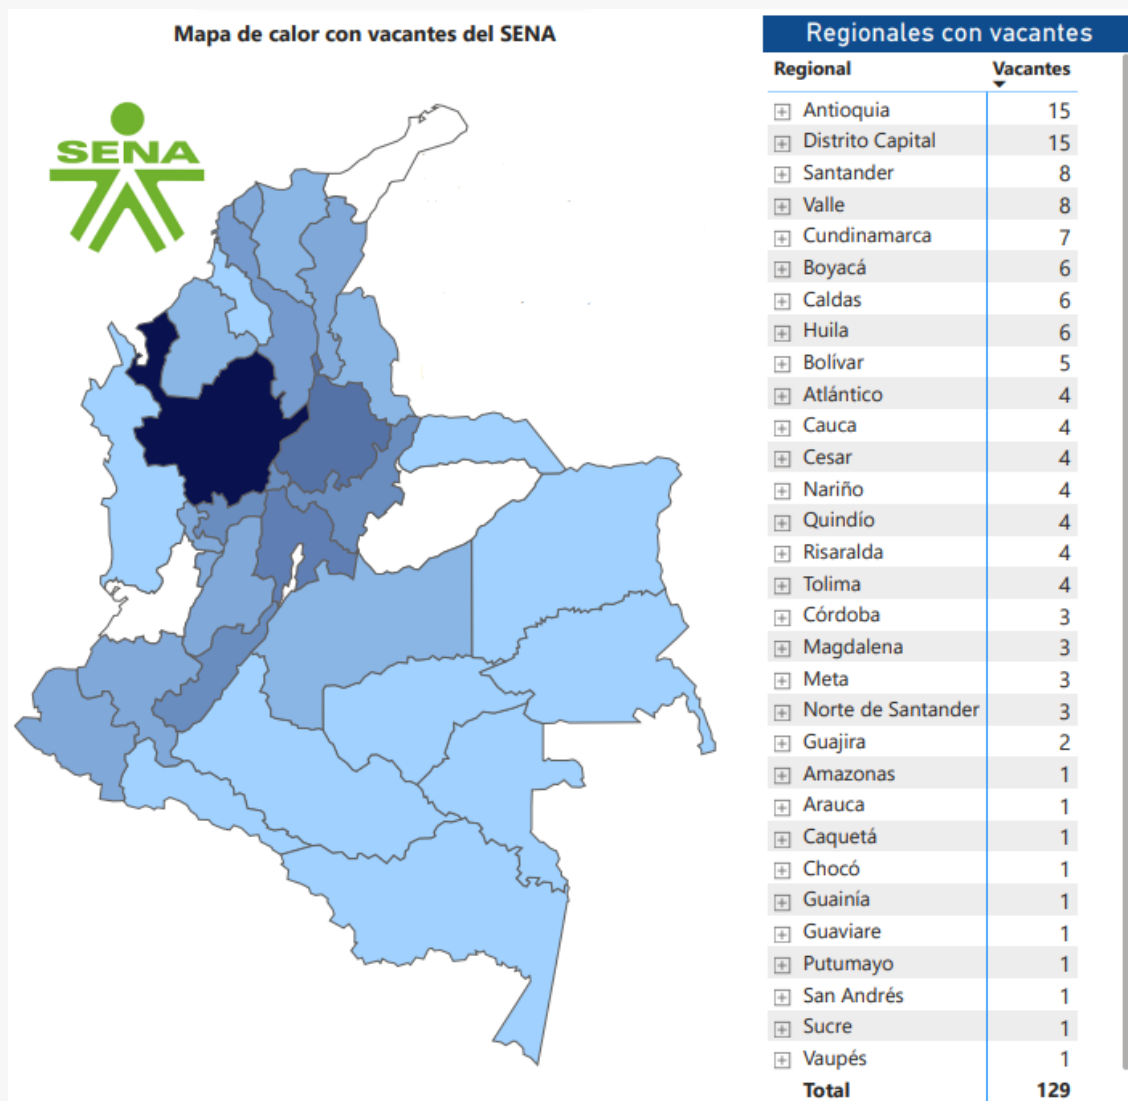 Mapa de calor con vacantes del SENA
SENA
Regionales con vacantes
Regional Vacantes
Antioquia 15
Distrito Capital 15
Santander 8
Valle 8
Cundinamarca 7
Boyacá 6
Caldas 6
Huila 6
Bolívar 5
Atlántico 4
Cauca 4
Cesar 4
Nariño 4
Quindío 4
Risaralda 4
Tolima 4
Córdoba 3
Magdalena 3
Meta 3
Norte de Santander 3
Guajira 2
Amazonas 1
Arauca 1
Caquetá 1
Chocó 1
Guainía 1
Guaviare 1
Putumayo 1
San Andrés 1
Sucre 1
Vaupés 1
Total 129